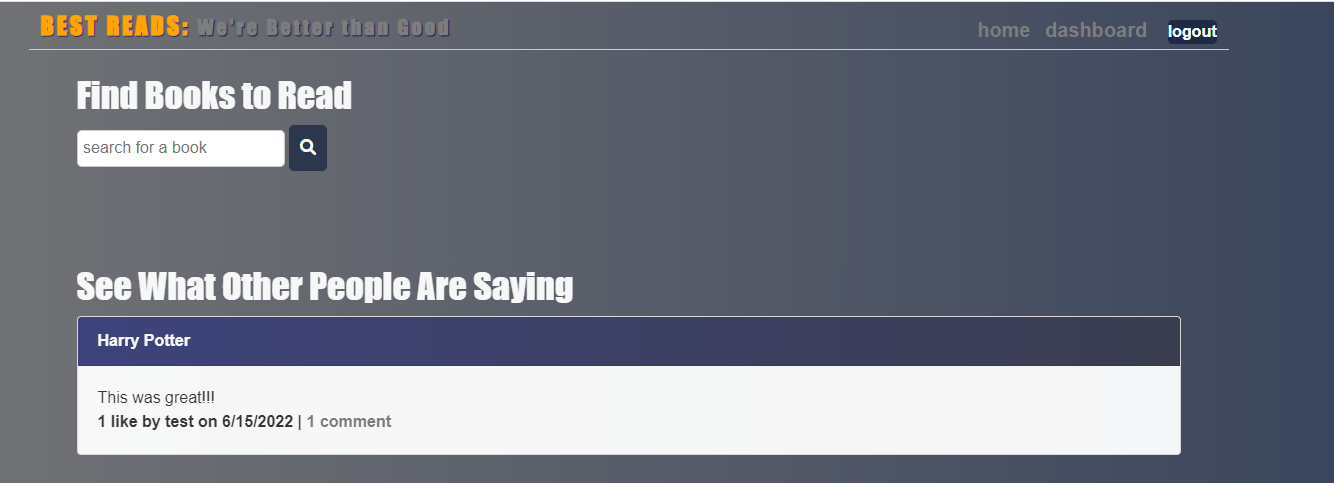 BEST READS: We're Better than Good
home dashboard logout
Find Books to Read
search for a book
See What Other People Are Saying
Harry Potter
This was great!!!
1 like by test on 6/15/2022 | 1 comment